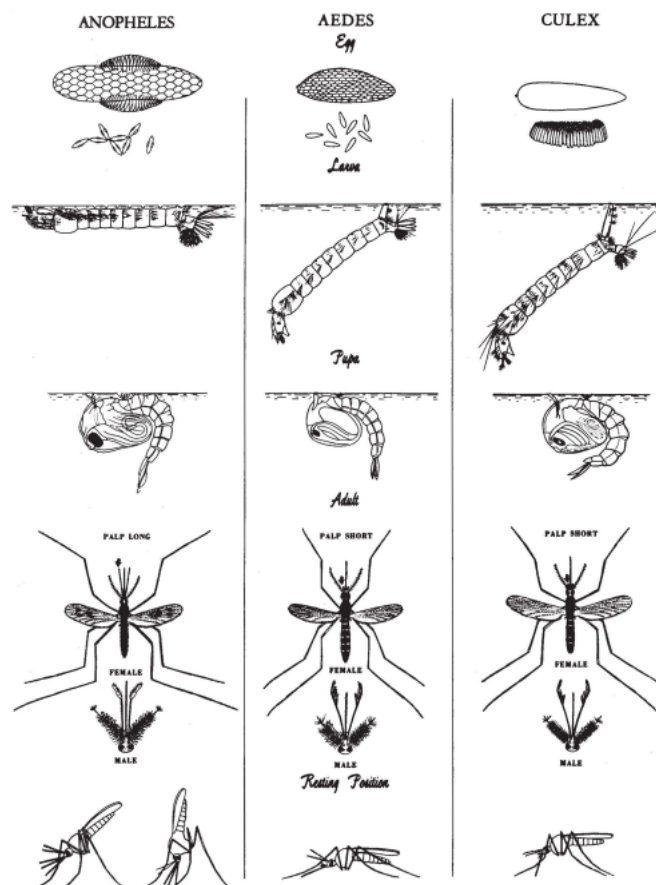 ANOPHELES AEDES CULEX
Egg
Larva
Pupa
Adult
PALP LONG PALP SHORT PALP SHORT
FEMALE FEMALE FEMALE
MALE MALE MALE
Resting Position